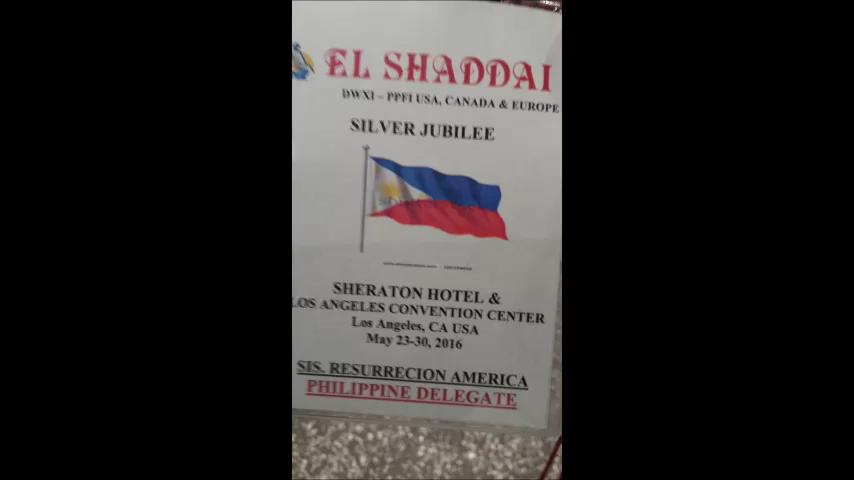 EL SHADDAI
DWXI – PPFI USA, CANADA & EUROPE
SILVER JUBILEE
SHERATON HOTEL &
LOS ANGELES CONVENTION CENTER
Los Angeles, CA USA
May 23-30, 2016
SIS. RESURRECION AMERICA
PHILIPPINE DELEGATE